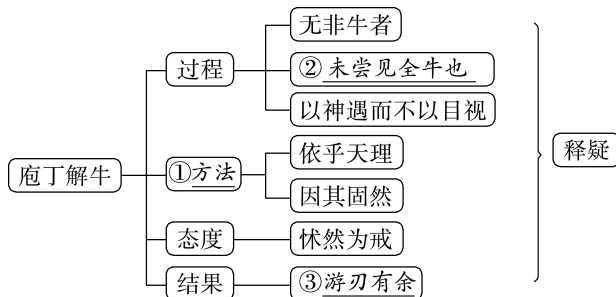 无非牛者
过程
②未尝见全牛也
以神遇而不以目视
庖丁解牛
①方法
依乎天理
因其固然
释疑
态度
怵然为戒
结果
③游刃有余